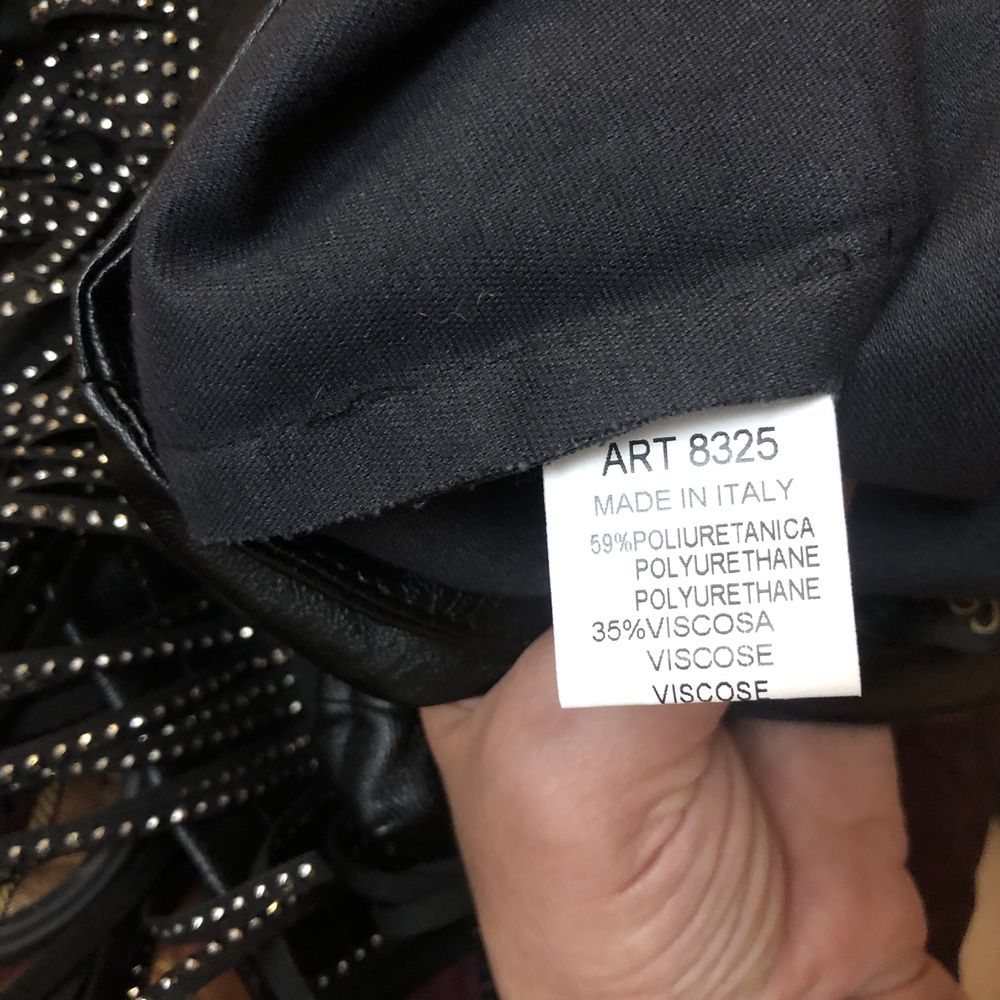 ART 8325
MADE IN ITALY
59%POLIURETANICA
POLYURETHANE
POLYURETHANE
35%VISCOSA
VISCOSE
VISCOSE